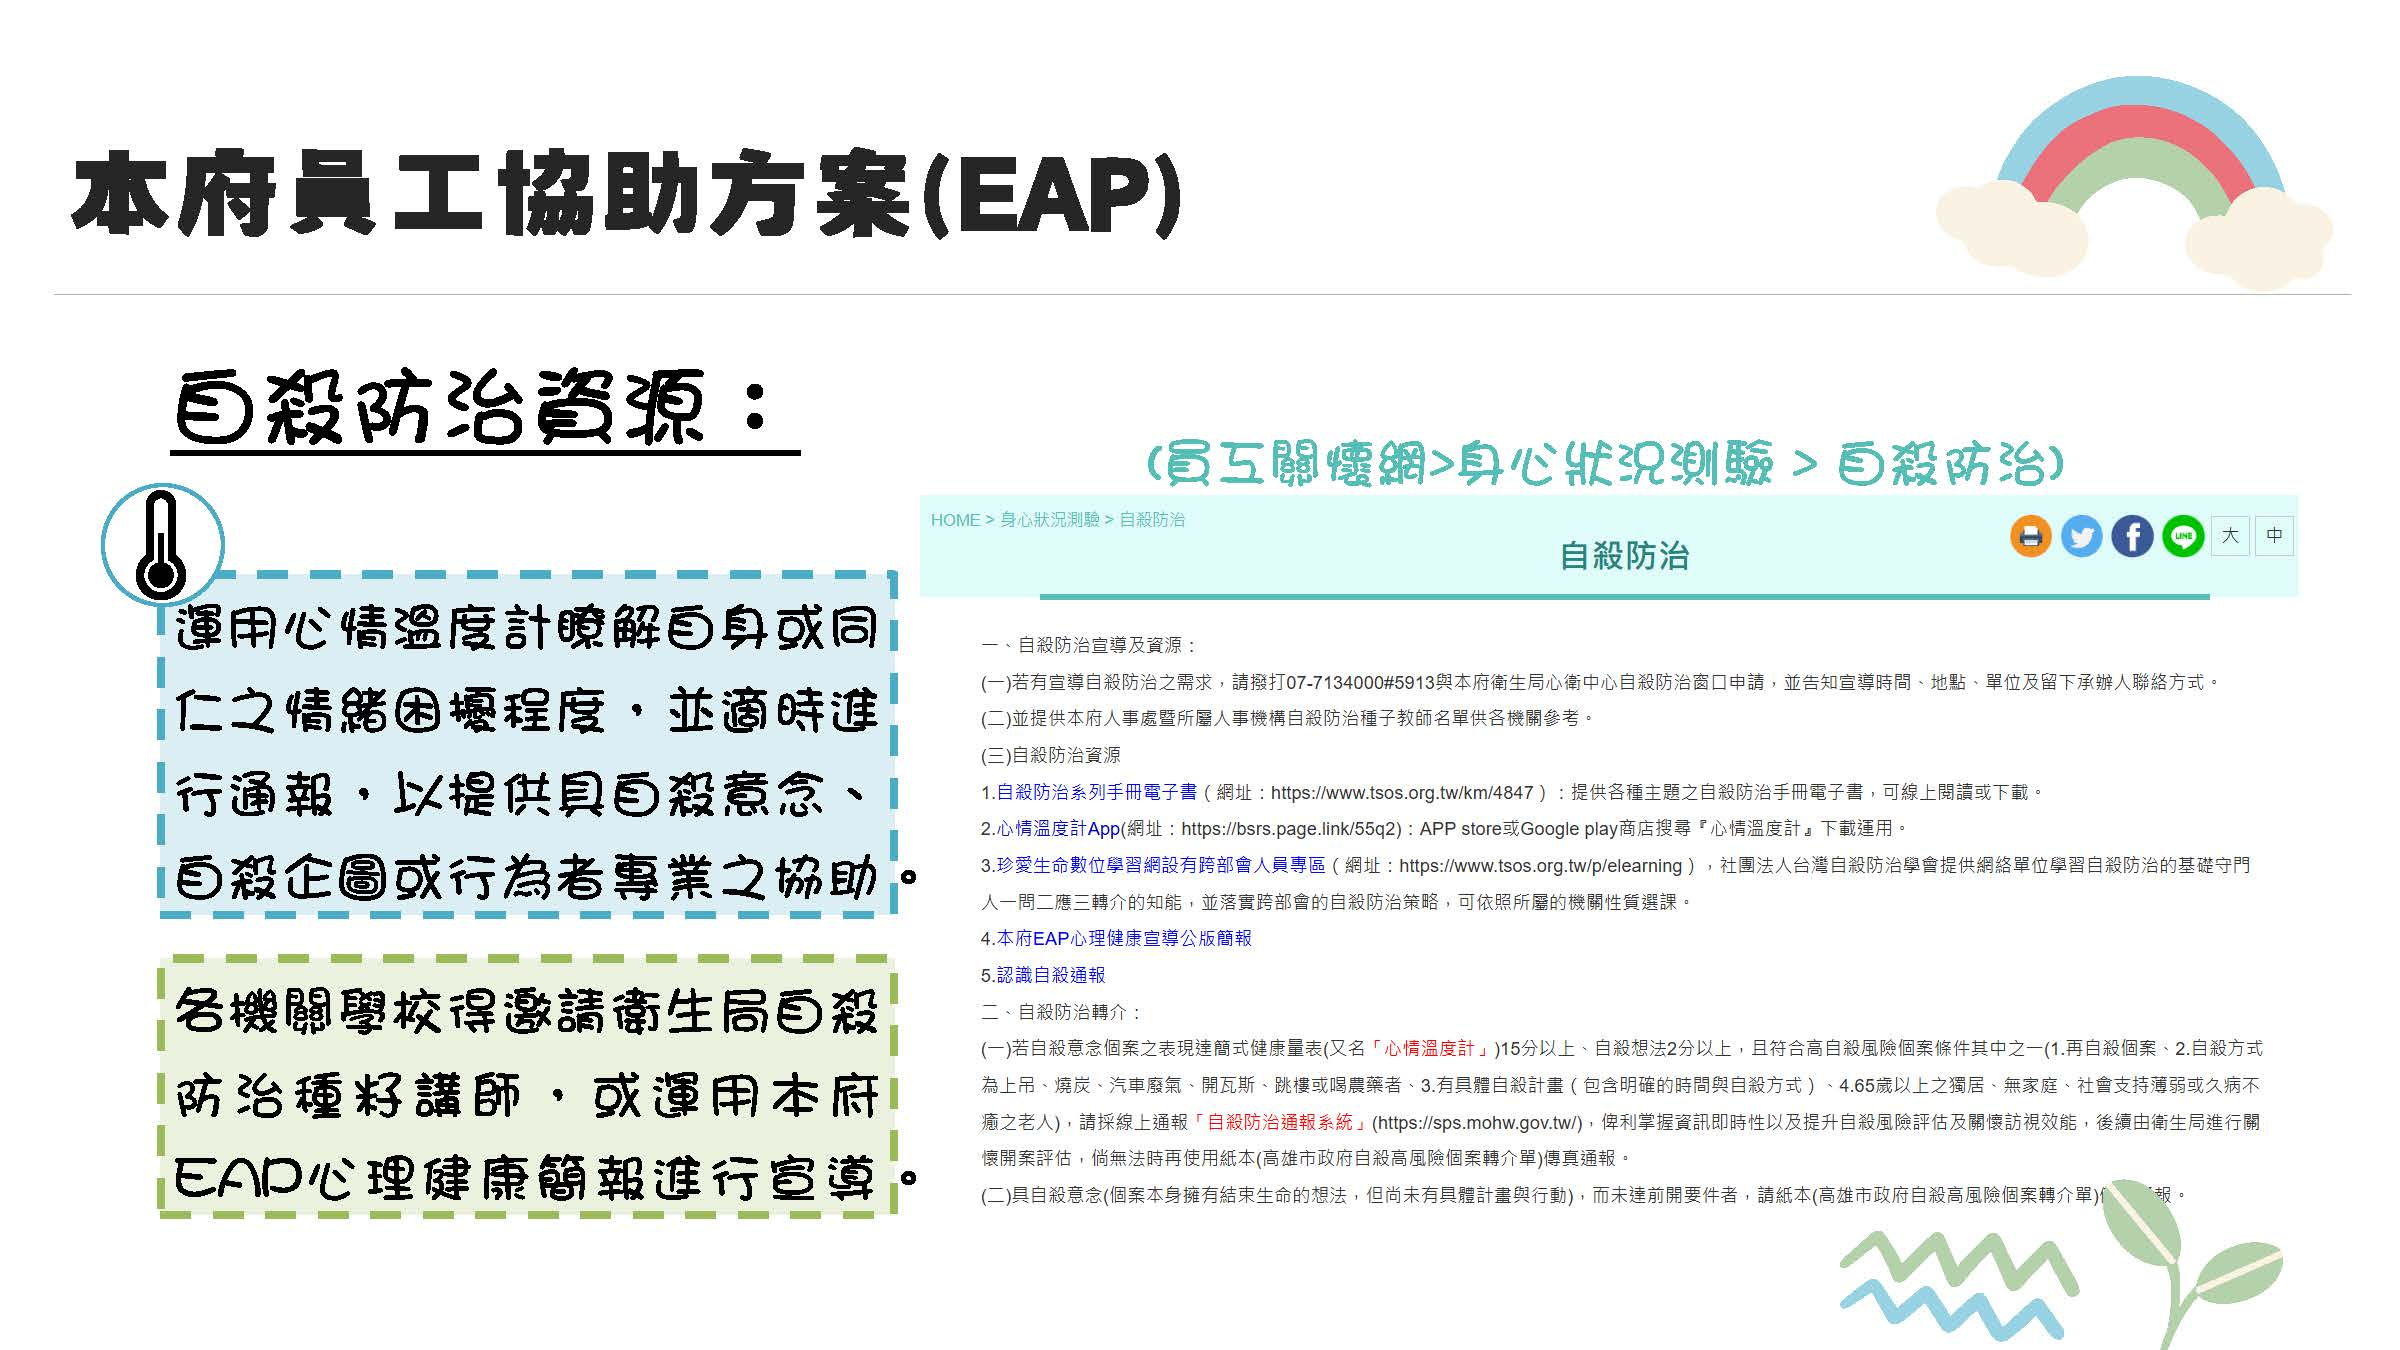 本府員工協助方案(EAP)
自殺防治資源：
運用心情溫度計瞭解自身或同
仁之情緒困擾程度，並適時進
行通報，以提供具自殺意念、
自殺企圖或行為者專業之協助。
各機關學校得邀請衛生局自殺
防治種籽講師，或運用本府
EAP心理健康簡報進行宣導。
(員工關懷網>身心狀況測驗 > 自殺防治)
HOME > 身心狀況測驗 > 自殺防治
LINE
大
中
自殺防治
一、自殺防治宣導及資源：
(一)若有宣導自殺防治之需求，請撥打07-7134000#5913與本府衛生局心衛中心自殺防治窗口申請，並告知宣導時間、地點、單位及留下承辦人聯絡方式。
(二)並提供本府人事處暨所屬人事機構自殺防治種子教師名單供各機關參考。
(三)自殺防治資源
1.自殺防治系列手冊電子書（網址：https://www.tsos.org.tw/km/4847）：提供各種主題之自殺防治手冊電子書，可線上閱讀或下載。
2.心情溫度計App(網址：https://bsrs.page.link/55q2)：APP store或Google play商店搜尋『心情溫度計』下載運用。
3.珍愛生命數位學習網設有跨部會人員專區（網址：https://www.tsos.org.tw/p/elearning），社團法人台灣自殺防治學會提供網絡單位學習自殺防治的基礎守門
人一問二應三轉介的知能，並落實跨部會的自殺防治策略，可依照所屬的機關性質選課。
4.本府EAP心理健康宣導公版簡報
5.認識自殺通報
二、自殺防治轉介：
(一)若自殺意念個案之表現達簡式健康量表(又名「心情溫度計」)15分以上、自殺想法2分以上，且符合高自殺風險個案條件其中之一(1.再自殺個案、2.自殺方式
為上吊、燒炭、汽車廢氣、開瓦斯、跳樓或喝農藥者、3.有具體自殺計畫（包含明確的時間與自殺方式）、4.65歲以上之獨居、無家庭、社會支持薄弱或久病不
癒之老人)，請採線上通報「自殺防治通報系統」(https://sps.mohw.gov.tw/)，俾利掌握資訊即時性以及提升自殺風險評估及關懷訪視效能，後續由衛生局進行關
懷開案評估，倘無法時再使用紙本(高雄市政府自殺高風險個案轉介單)傳真通報。
(二)具自殺意念(個案本身擁有結束生命的想法，但尚未有具體計畫與行動)，而未達前開要件者，請紙本(高雄市政府自殺高風險個案轉介單)報。